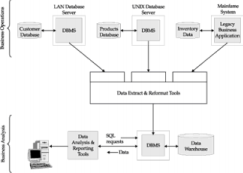 LAN Database
Server
UNIX Database
Server
Mainframe
System
Business Operations
Customer
Database
DBMS
Products
Database
DBMS
Inventory
Data
Legacy
Business
Application
Data Extract & Reformat Tools
Business Analysis
Data
Analysis &
Reporting
Tools
SQL
requests
Data
DBMS
Data
Warehouse